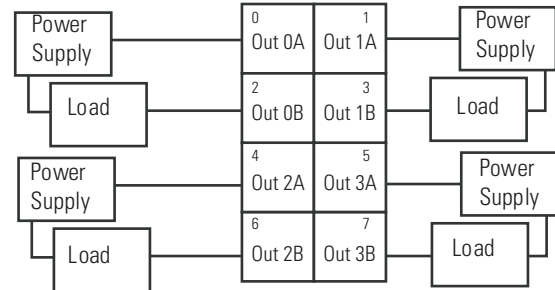 Power
Supply
Load
Power
Supply
Load
0
Out 0A
1
Out 1A
2
Out 0B
3
Out 1B
4
Out 2A
5
Out 3A
6
Out 2B
7
Out 3B
Power
Supply
Load
Power
Supply
Load